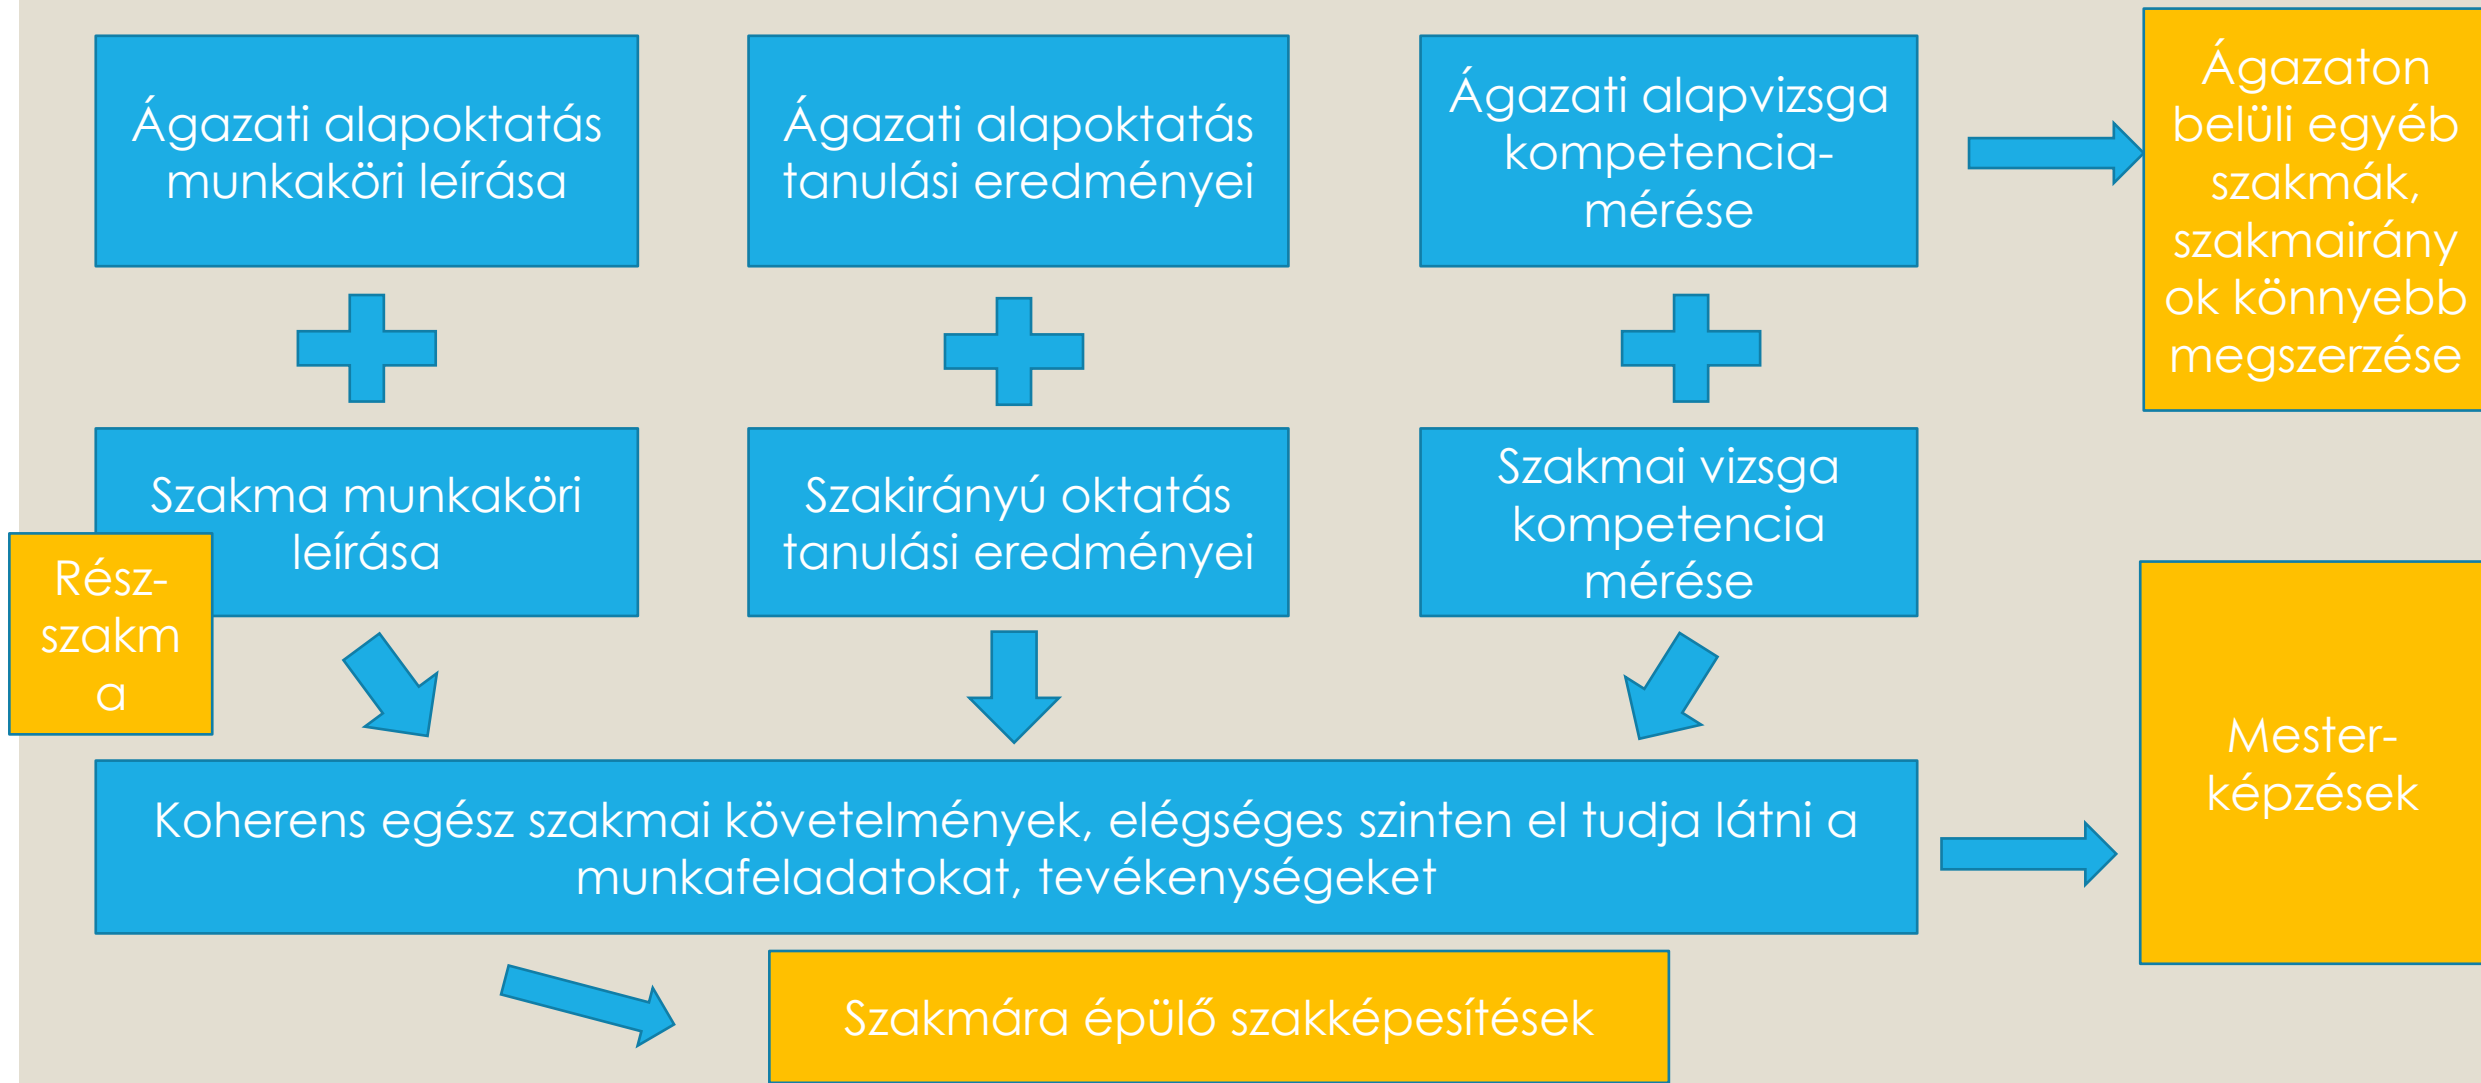 Ágazati alapoktatás
munkaköri leírása
Ágazati alapoktatás
tanulási eredményei
Ágazati alapvizsga
kompetencia-
mérése
Ágazaton
belüli egyéb
szakmák,
szakmairány
ok könnyebb
megszerzése
Szakma munkaköri
leírása
Rész-
szakm
a
Szakirányú oktatás
tanulási eredményei
Szakmai vizsga
kompetencia
mérése
Koherens egész szakmai követelmények, elégséges szinten el tudja látni a
munkafeladatokat, tevékenységeket
Mester-
képzések
Szakmára épülő szakképesítések